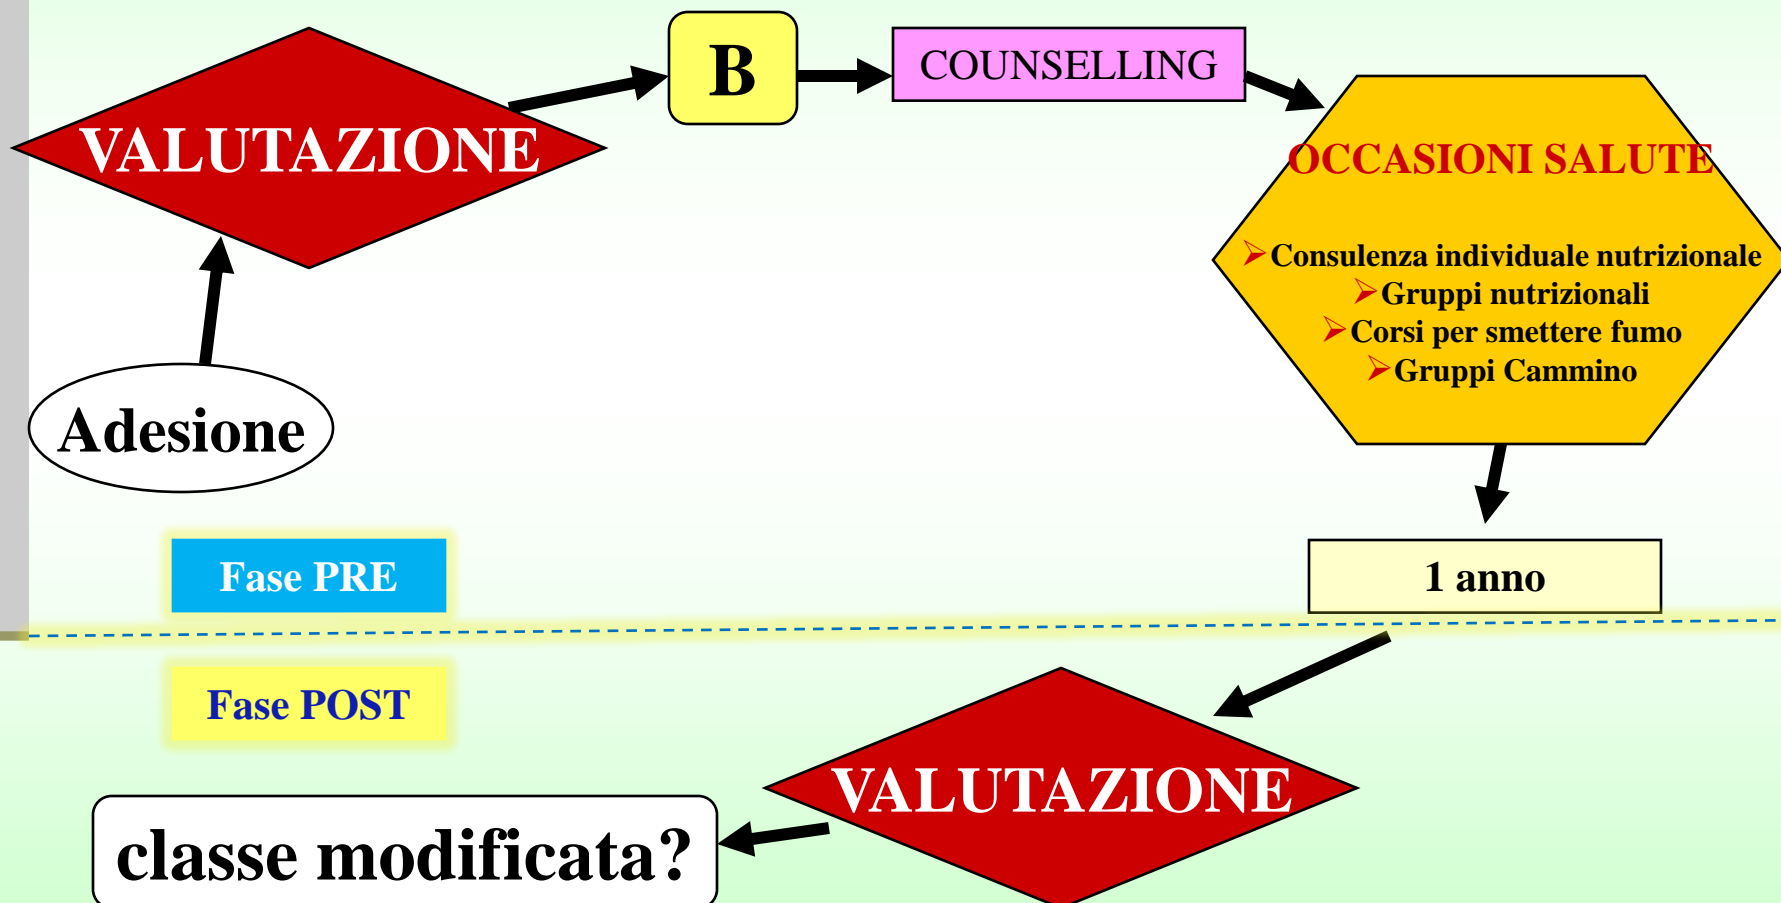 B
COUNSELLING
VALUTAZIONE
OCCASIONI SALUTE
Consulenza individuale nutrizionale
Gruppi nutrizionali
Corsi per smettere fumo
Gruppi Cammino
Adesione
Fase PRE
1 anno
Fase POST
VALUTAZIONE
classe modificata?